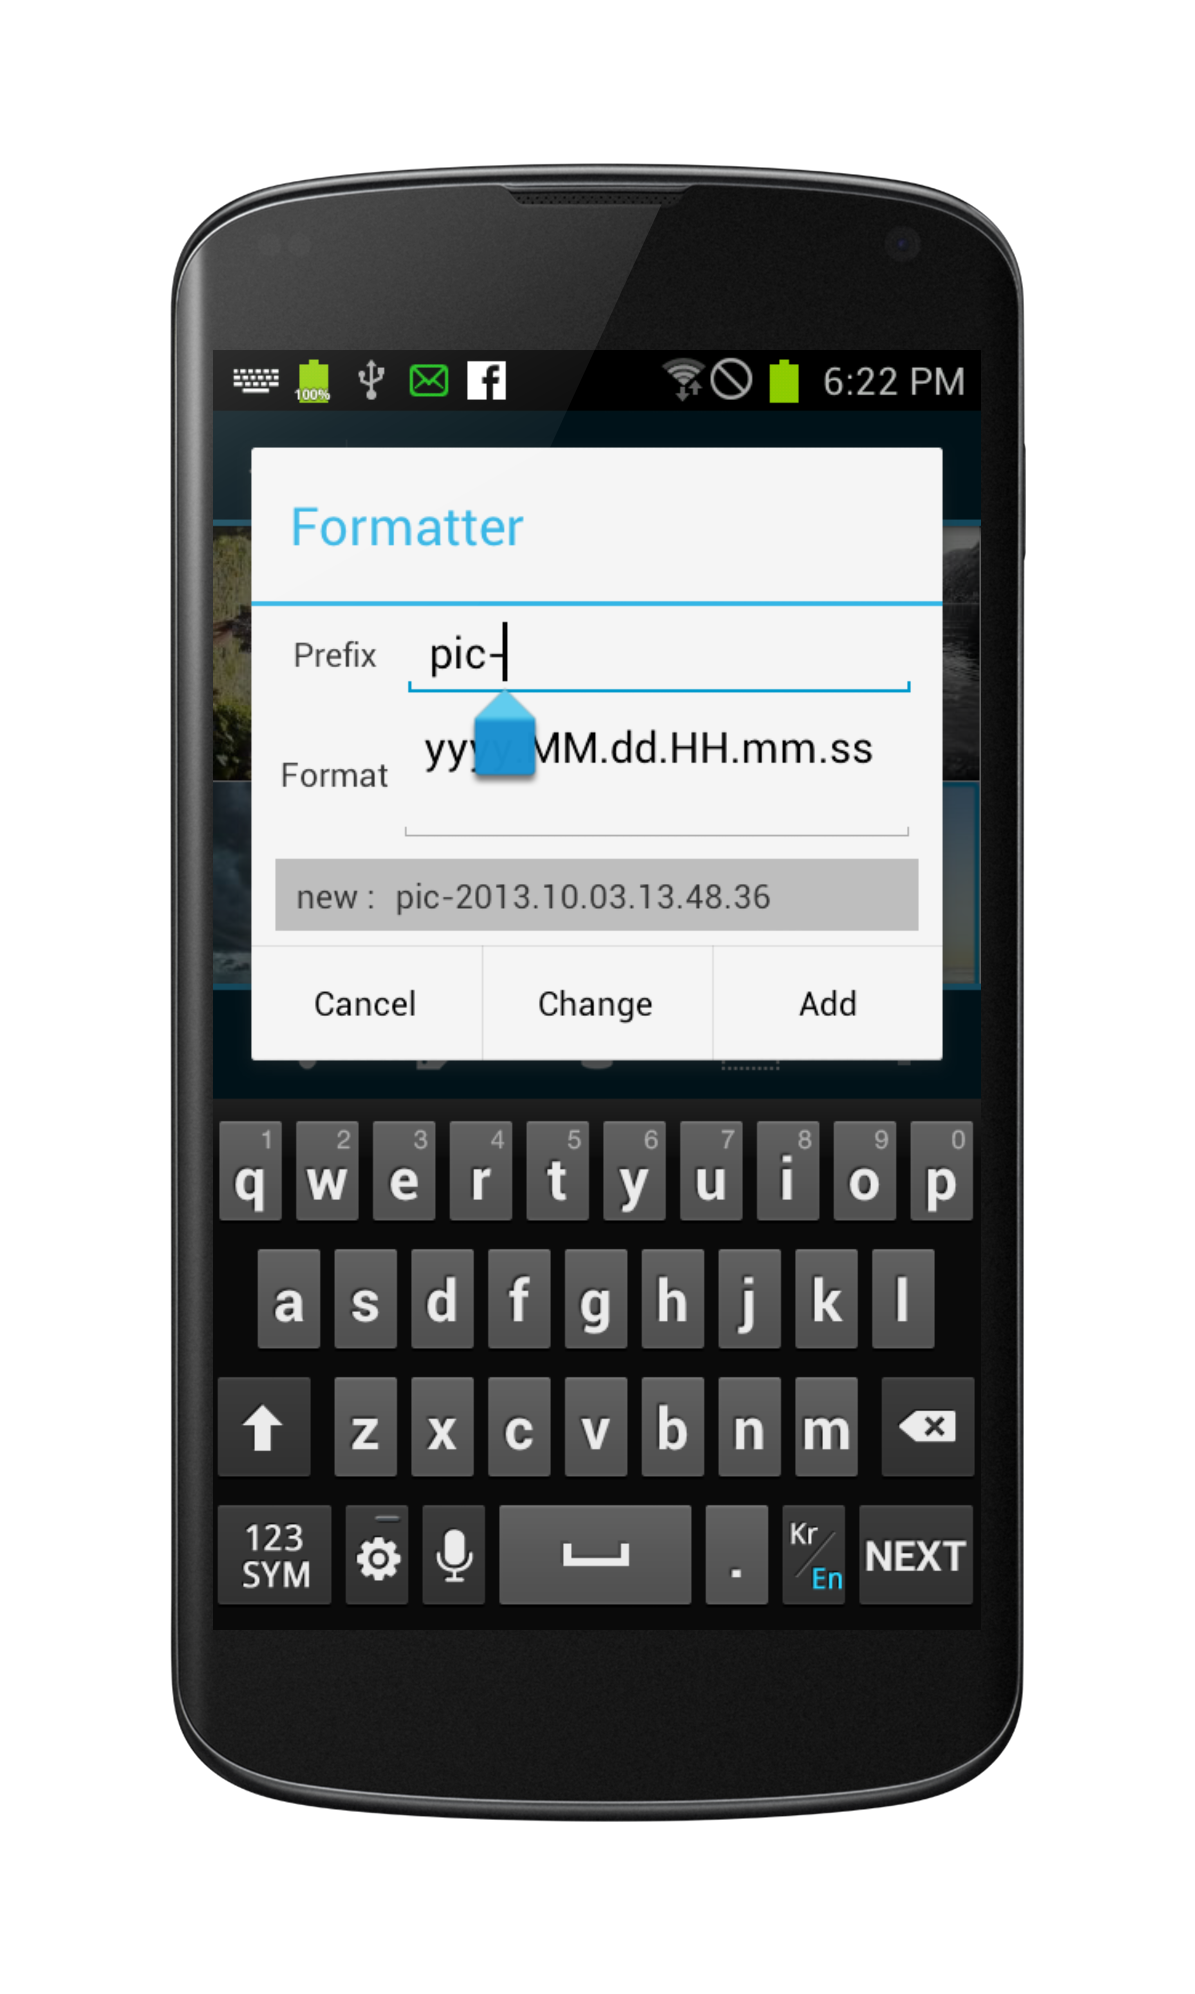 100%
6:22 PM
Formatter
Prefix pic-
Format yyyy.MM.dd.HH.mm.ss
new : pic-2013.10.03.13.48.36
Cancel Change Add
1 2 3 4 5 6 7 8 9 0
q w e r t y u i o p
a s d f g h j k l
z x c v b n m
123
SYM
.
Kr
En
NEXT